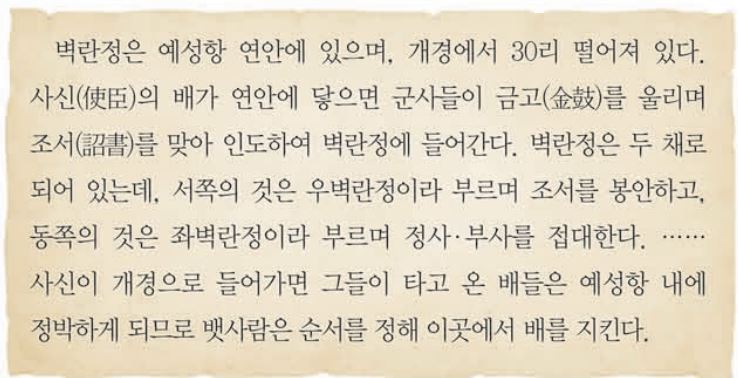 벽란정은 예성항 연안에 있으며, 개경에서 30리 떨어져 있다.
사신(使臣)의 배가 연안에 닿으면 군사들이 금고(金鼓)를 울리며
조서(詔書)를 맞아 인도하여 벽란정에 들어간다. 벽란정은 두 채로
되어 있는데, 서쪽의 것은 우벽란정이라 부르며 조서를 봉안하고,
동쪽의 것은 좌벽란정이라 부르며 정사·부사를 접대한다. ……
사신이 개경으로 들어가면 그들이 타고 온 배들은 예성항 내에
정박하게 되므로 뱃사람은 순서를 정해 이곳에서 배를 지킨다.